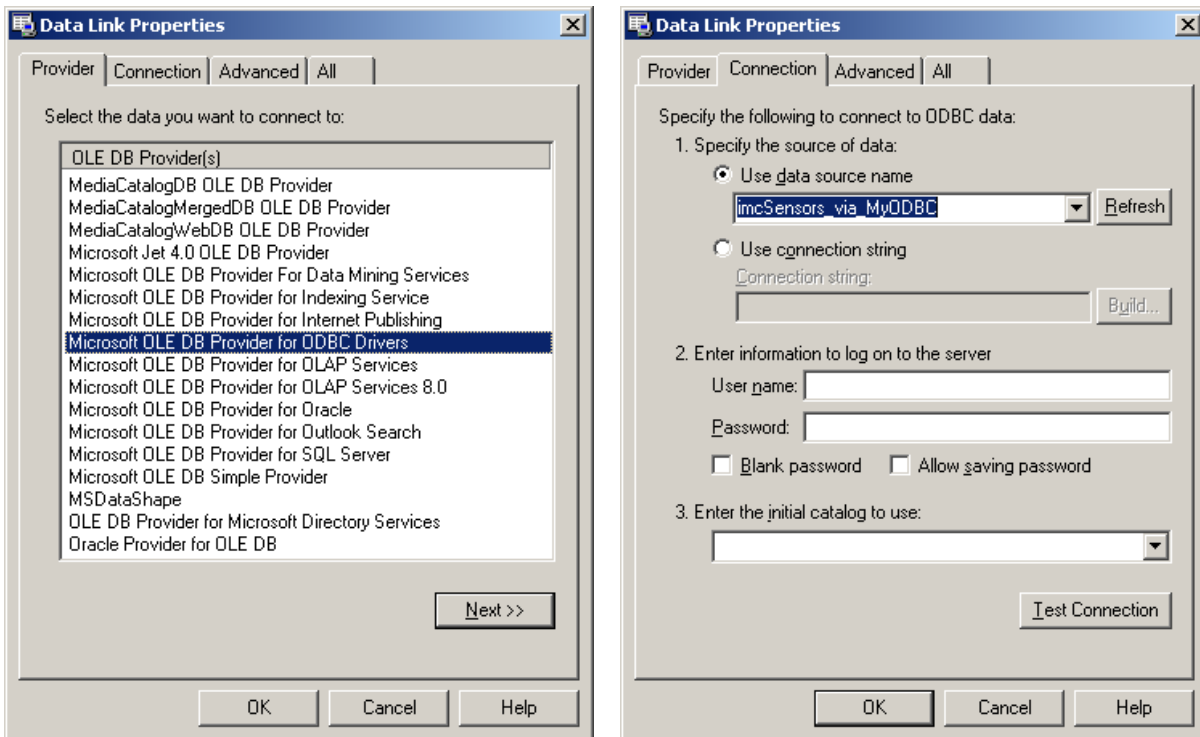 Data Link Properties
Provider Connection Advanced All
Select the data you want to connect to:
OLE DB Provider(s)
MediaCatalogDB OLE DB Provider
MediaCatalogMergedDB OLE DB Provider
MediaCatalogWebDB OLE DB Provider
Microsoft Jet 4.0 OLE DB Provider
Microsoft OLE DB Provider For Data Mining Services
Microsoft OLE DB Provider for Indexing Service
Microsoft OLE DB Provider for Internet Publishing
Microsoft OLE DB Provider for ODBC Drivers
Microsoft OLE DB Provider for OLAP Services
Microsoft OLE DB Provider for OLAP Services 8.0
Microsoft OLE DB Provider for Oracle
Microsoft OLE DB Provider for Outlook Search
Microsoft OLE DB Provider for SQL Server
Microsoft OLE DB Simple Provider
MSDataShape
OLE DB Provider for Microsoft Directory Services
Oracle Provider for OLE DB
Next >>
OK Cancel Help
Data Link Properties
Provider Connection Advanced All
Specify the following to connect to ODBC data:
1. Specify the source of data:
Use data source name
imcSensors_via_MyODBC Refresh
Use connection string
Connection string:
Build...
2. Enter information to log on to the server
User name:
Password:
Blank password Allow saving password
3. Enter the initial catalog to use:
Test Connection
OK Cancel Help